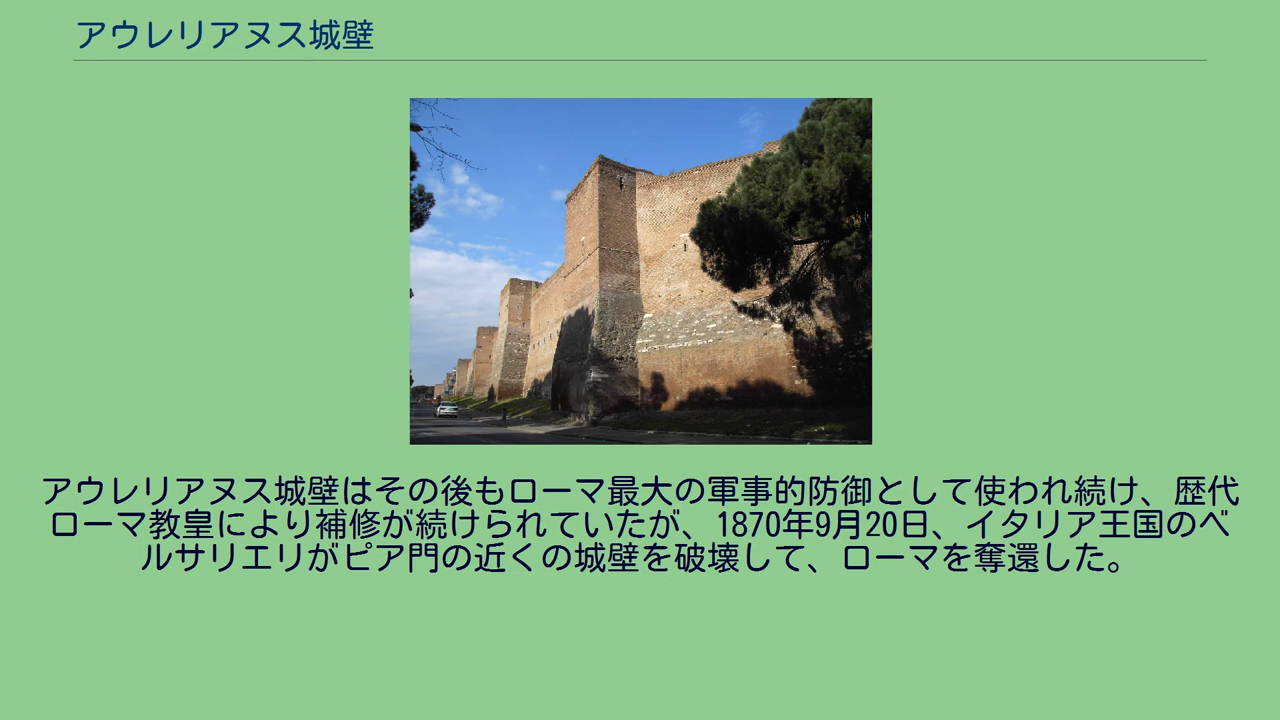 アウレリアヌス城壁
アウレリアヌス城壁はその後もローマ最大の軍事的防御として使われ続け、歴代
ローマ教皇により補修が続けられていたが、1870年9月20日、イタリア王国のベ
ルサリエリがピア門の近くの城壁を破壊して、ローマを奪還した。